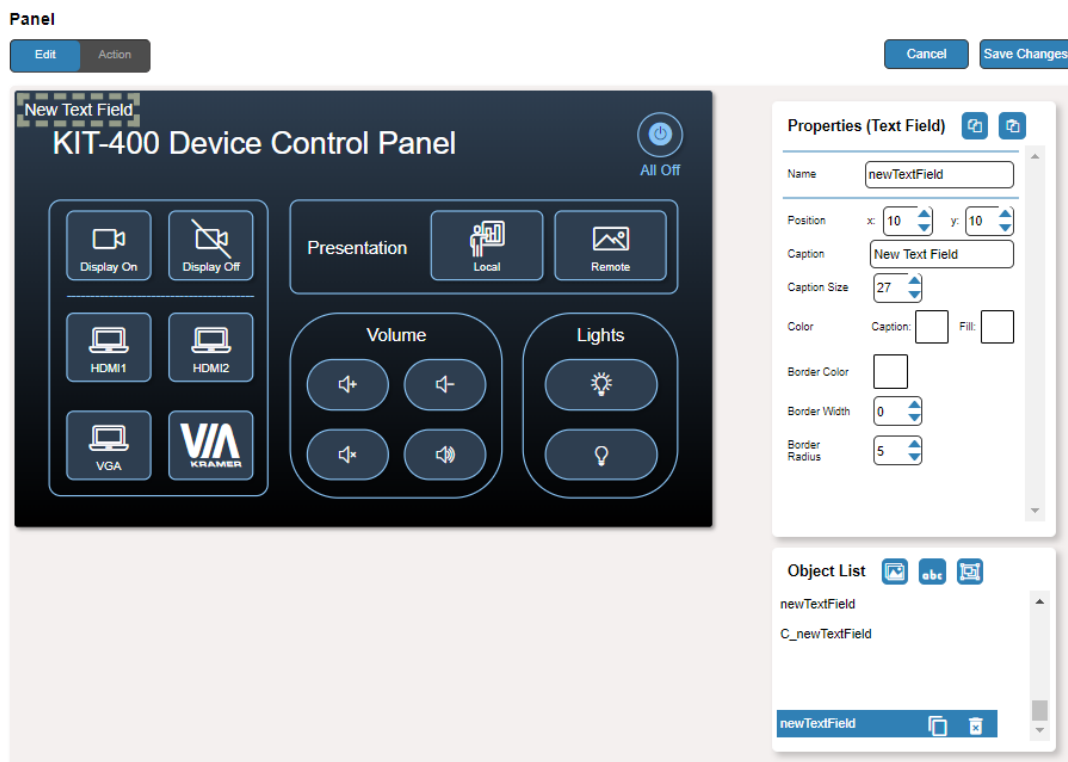 Panel
Edit
Action
Cancel
Save Changes
New Text Field
KIT-400 Device Control Panel
All Off
Display On
Display Off
Presentation
Local
Remote
HDMI1
HDMI2
Volume
Lights
VGA
VIA
KRAMER
Properties (Text Field)
Name
newTextField
Position
x: 10
y: 10
Caption
New Text Field
Caption Size
27
Color
Caption:
Fill:
Border Color
Border Width
0
Border
Radius
5
Object List
abc
newTextField
C_newTextField
newTextField